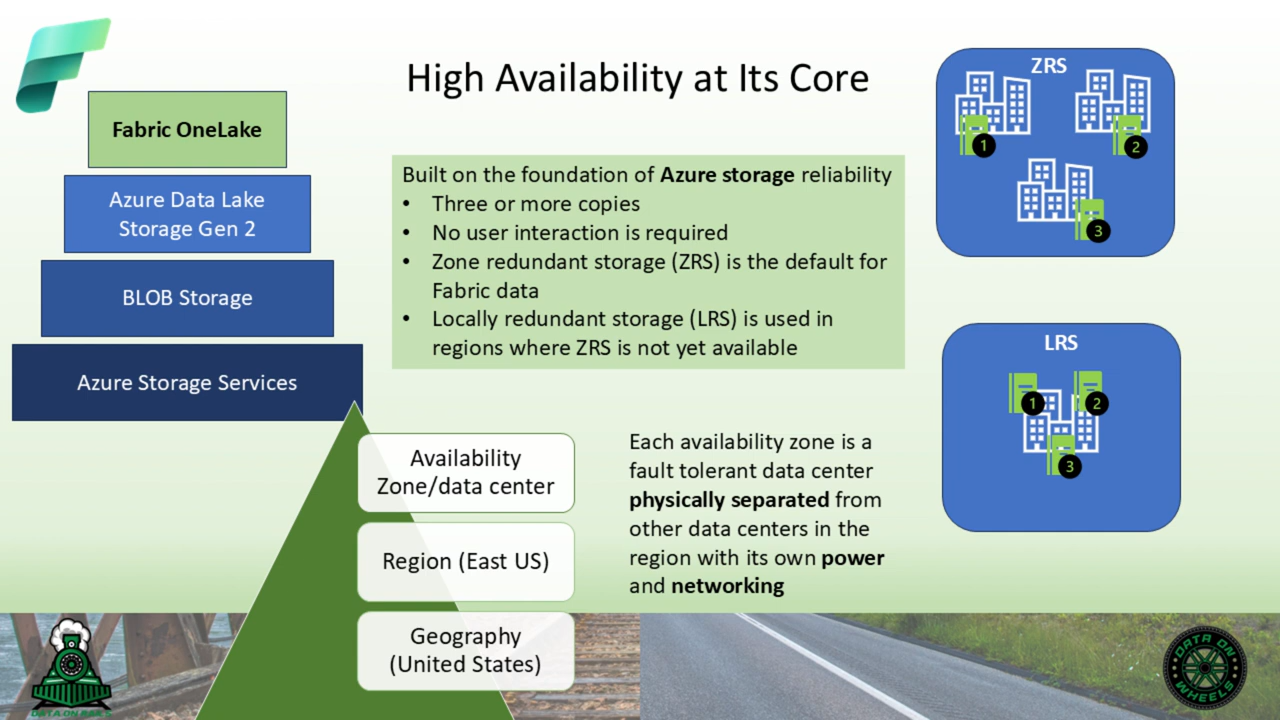 High Availability at Its Core
Fabric OneLake
Azure Data Lake
Storage Gen 2
BLOB Storage
Azure Storage Services
Built on the foundation of Azure storage reliability
• Three or more copies
• No user interaction is required
• Zone redundant storage (ZRS) is the default for
Fabric data
• Locally redundant storage (LRS) is used in
regions where ZRS is not yet available
ZRS
1
2
3
LRS
1
2
3
Availability
Zone/data center
Region (East US)
Geography
(United States)
Each availability zone is a
fault tolerant data center
physically separated from
other data centers in the
region with its own power
and networking
DATA ON RAILS
DATA ON
WHEELS